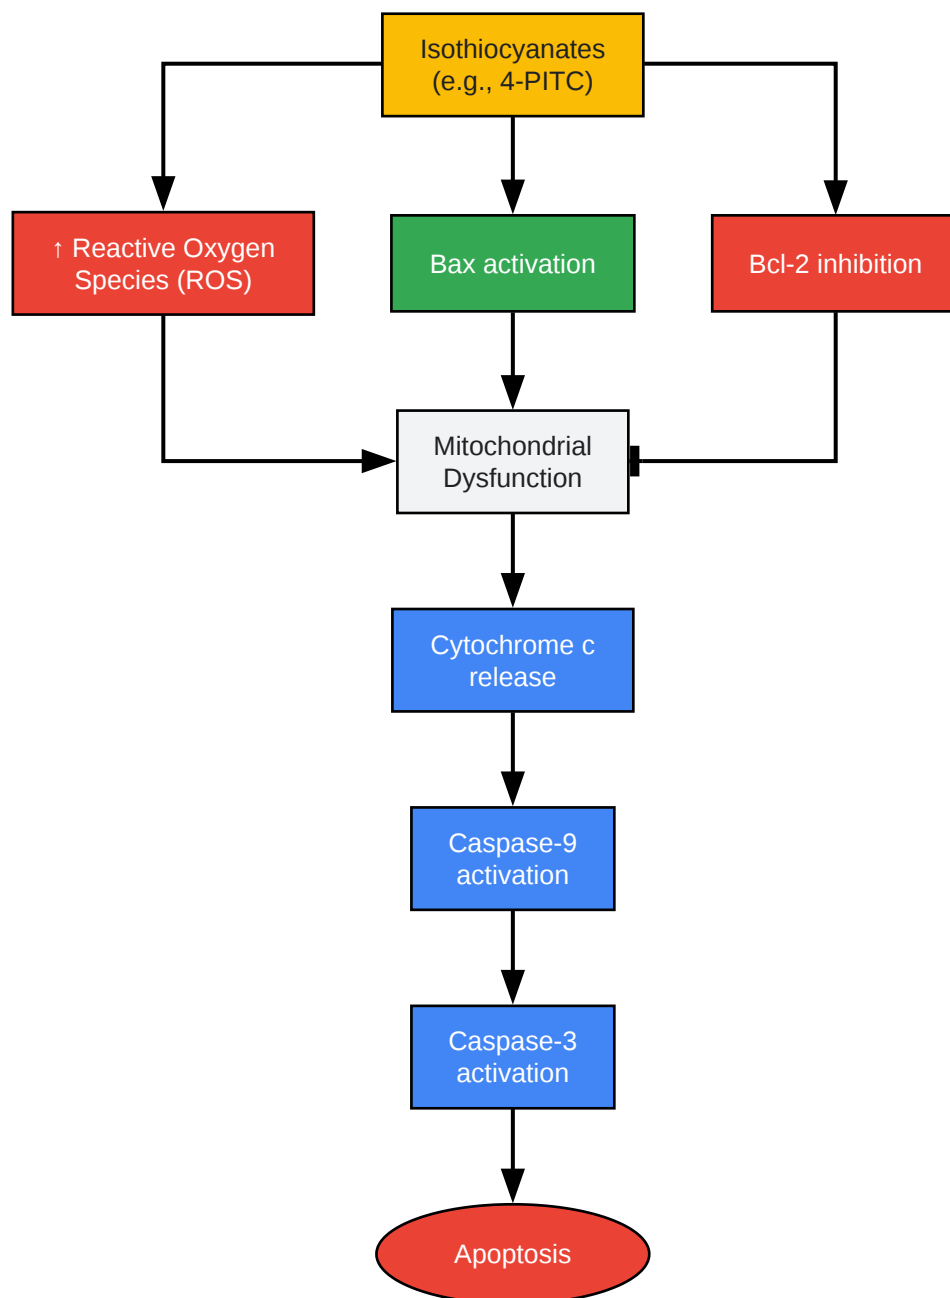 Isothiocyanates
(e.g., 4-PITC)
↑ Reactive Oxygen
Species (ROS)
Bax activation
Bcl-2 inhibition
Mitochondrial
Dysfunction
Cytochrome c
release
Caspase-9
activation
Caspase-3
activation
Apoptosis